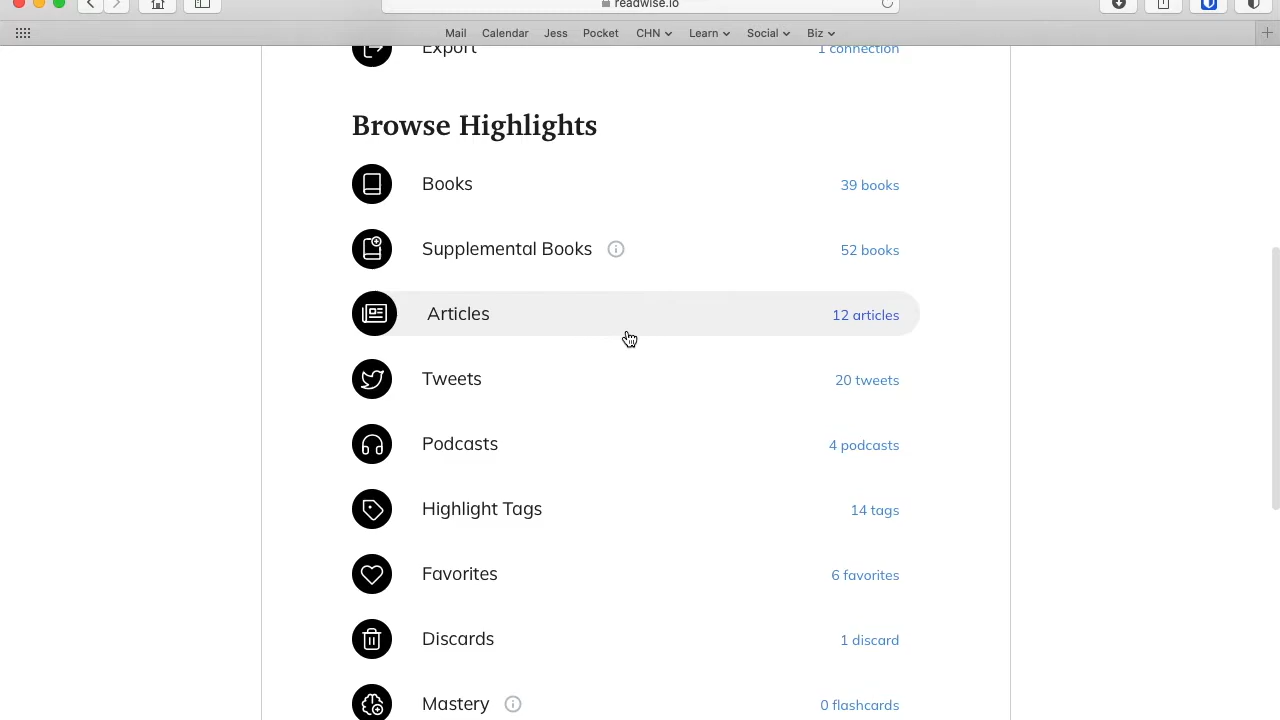 readwise.io
Mail Calendar Jess Pocket CHN Learn Social Biz
Export 1 connection
Browse Highlights
Books 39 books
Supplemental Books 52 books
Articles 12 articles
Tweets 20 tweets
Podcasts 4 podcasts
Highlight Tags 14 tags
Favorites 6 favorites
Discards 1 discard
Mastery 0 flashcards